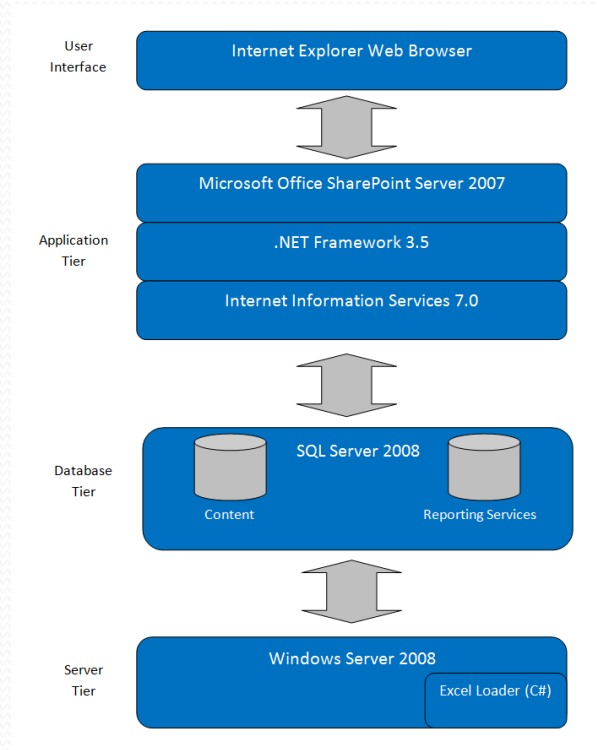 User
Interface
Internet Explorer Web Browser
Microsoft Office SharePoint Server 2007
Application
Tier
.NET Framework 3.5
Internet Information Services 7.0
Database
Tier
SQL Server 2008
Content
Reporting Services
Server
Tier
Windows Server 2008
Excel Loader (C#)